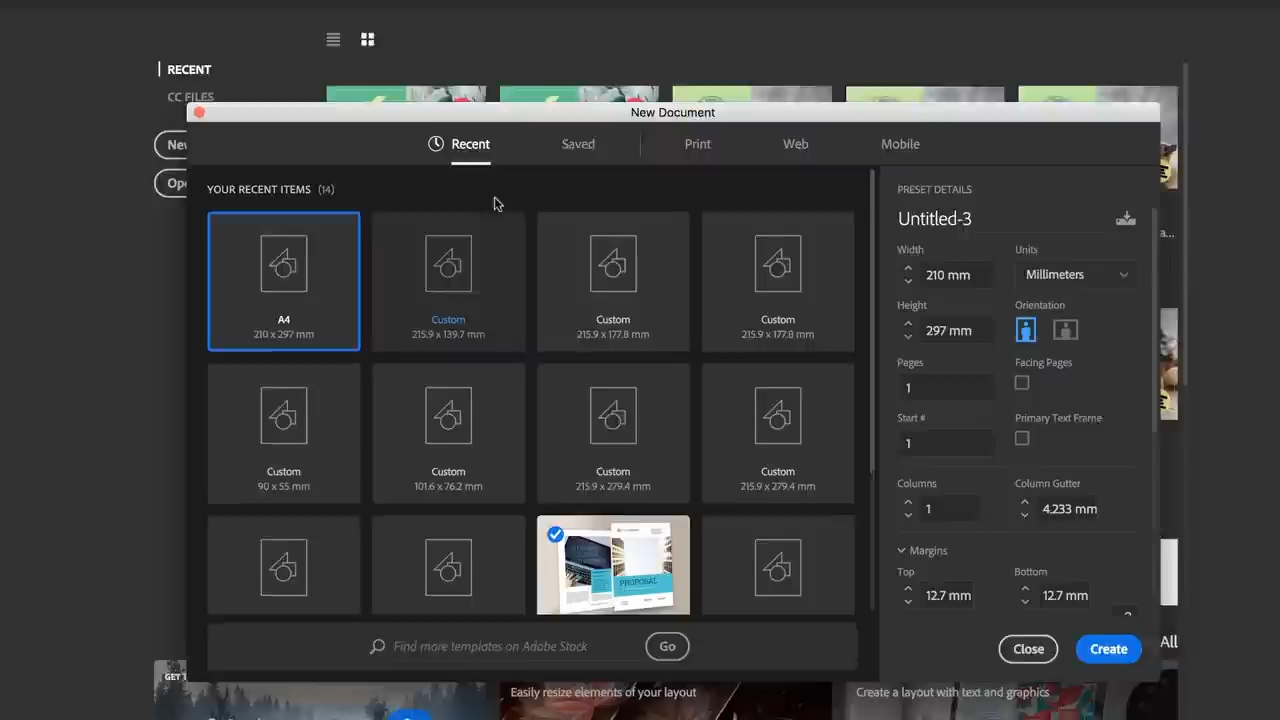 RECENT
CC FILES
New Document
Recent
Saved
Print
Web
Mobile
YOUR RECENT ITEMS (14)
A4
210 x 297 mm
Custom
215.9 x 139.7 mm
Custom
215.9 x 177.8 mm
Custom
215.9 x 177.8 mm
Custom
90 x 55 mm
Custom
101.6 x 76.2 mm
Custom
215.9 x 279.4 mm
Custom
215.9 x 279.4 mm
PROPOSAL
Find more templates on Adobe Stock
Go
PRESET DETAILS
Untitled-3
Width
Units
210 mm
Millimeters
Height
Orientation
297 mm
Pages
Facing Pages
1
Start #
Primary Text Frame
1
Columns
Column Gutter
1
4.233 mm
Margins
Top
Bottom
12.7 mm
12.7 mm
Close
Create
All
GET
Easily resize elements of your layout
Create a layout with text and graphics